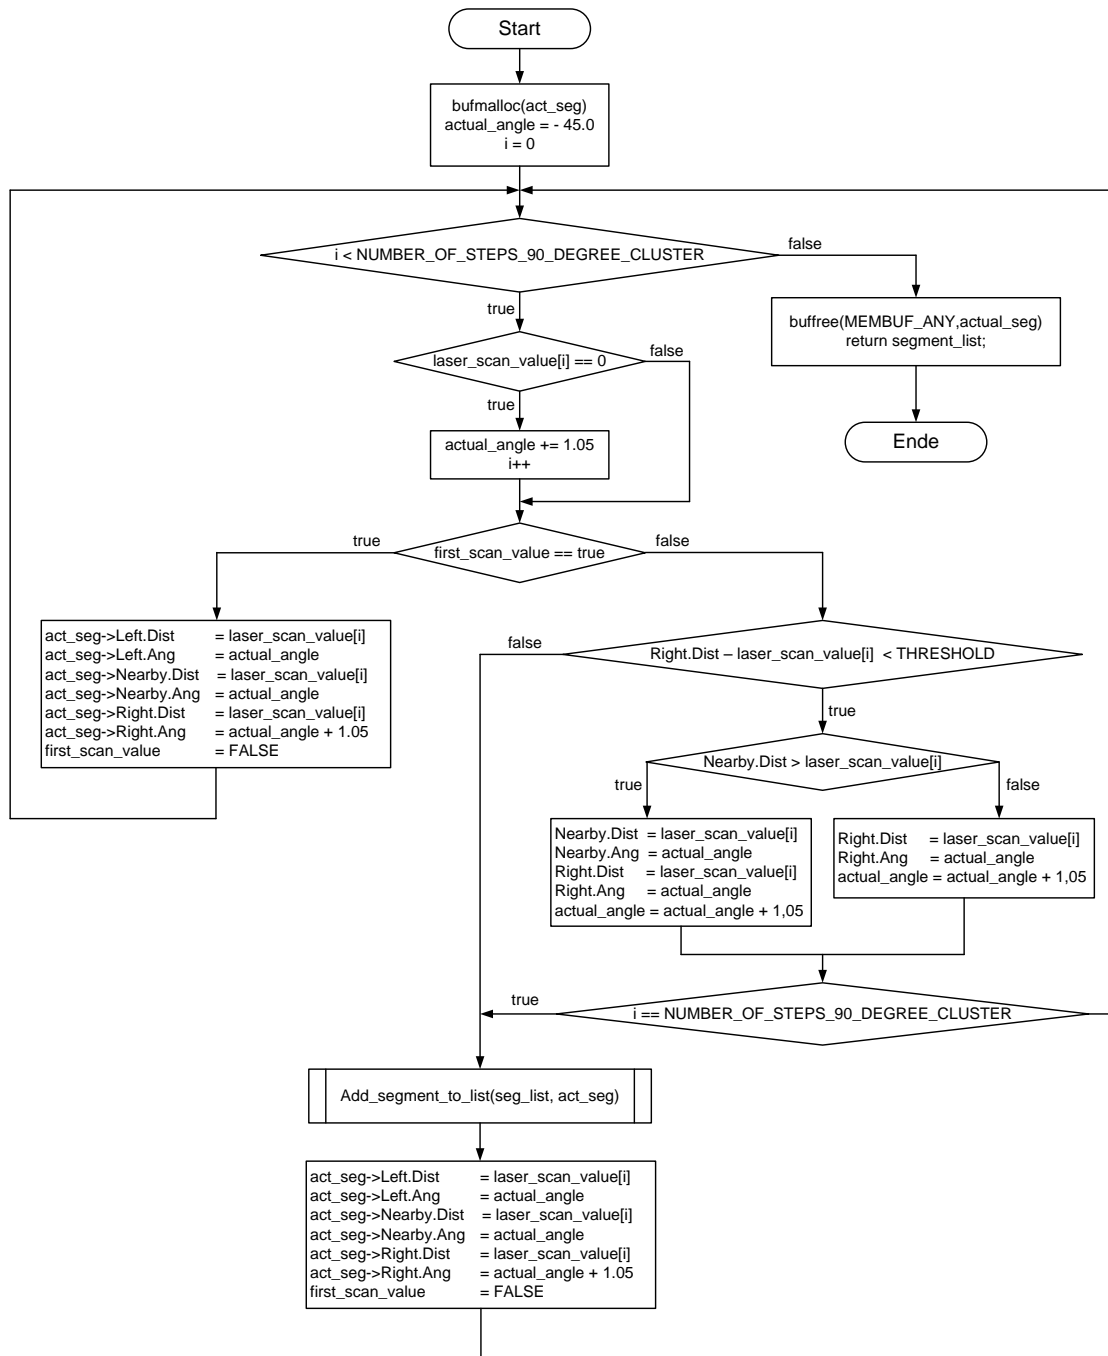 Start
bufmalloc(act_seg)
actual_angle = - 45.0
i = 0
i < NUMBER_OF_STEPS_90_DEGREE_CLUSTER
false
true
buffree(MEMBUF_ANY,actual_seg)
return segment_list;
laser_scan_value[i] == 0
false
true
Ende
actual_angle += 1.05
i++
true
first_scan_value == true
false
act_seg->Left.Dist = laser_scan_value[i]
act_seg->Left.Ang = actual_angle
act_seg->Nearby.Dist = laser_scan_value[i]
act_seg->Nearby.Ang = actual_angle
act_seg->Right.Dist = laser_scan_value[i]
act_seg->Right.Ang = actual_angle + 1.05
first_scan_value = FALSE
false
Right.Dist – laser_scan_value[i] < THRESHOLD
true
Nearby.Dist > laser_scan_value[i]
true
false
Nearby.Dist = laser_scan_value[i]
Nearby.Ang = actual_angle
Right.Dist = laser_scan_value[i]
Right.Ang = actual_angle
actual_angle = actual_angle + 1,05
Right.Dist = laser_scan_value[i]
Right.Ang = actual_angle
actual_angle = actual_angle + 1,05
true
i == NUMBER_OF_STEPS_90_DEGREE_CLUSTER
Add_segment_to_list(seg_list, act_seg)
act_seg->Left.Dist = laser_scan_value[i]
act_seg->Left.Ang = actual_angle
act_seg->Nearby.Dist = laser_scan_value[i]
act_seg->Nearby.Ang = actual_angle
act_seg->Right.Dist = laser_scan_value[i]
act_seg->Right.Ang = actual_angle + 1.05
first_scan_value = FALSE